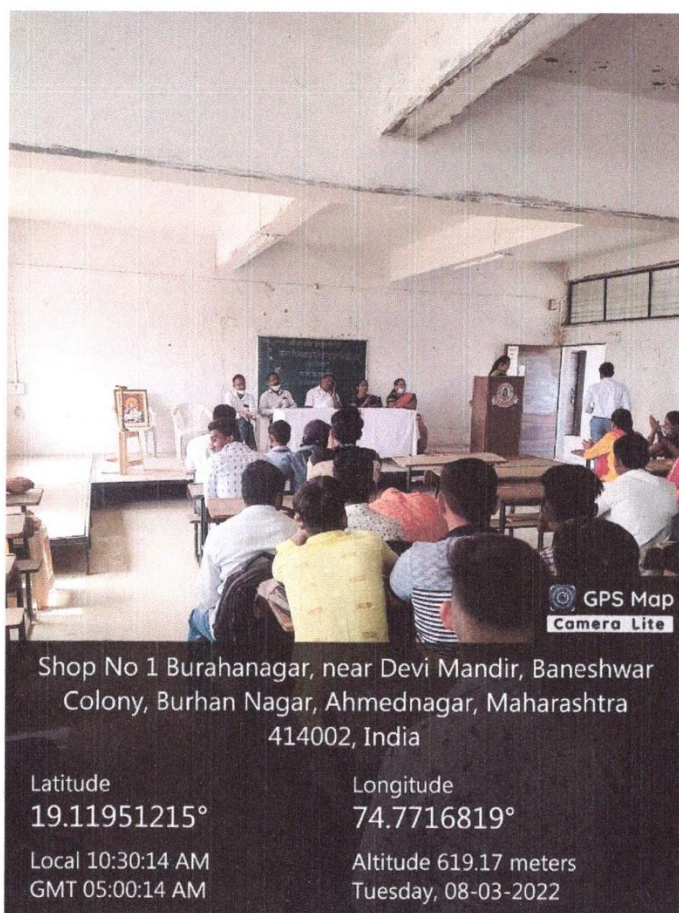 GPS Map
Camera Lite
Shop No 1 Burahanagar, near Devi Mandir, Baneshwar
Colony, Burhan Nagar, Ahmednagar, Maharashtra
414002, India
Latitude
19.11951215°
Longitude
74.7716819°
Local 10:30:14 AM
GMT 05:00:14 AM
Altitude 619.17 meters
Tuesday, 08-03-2022